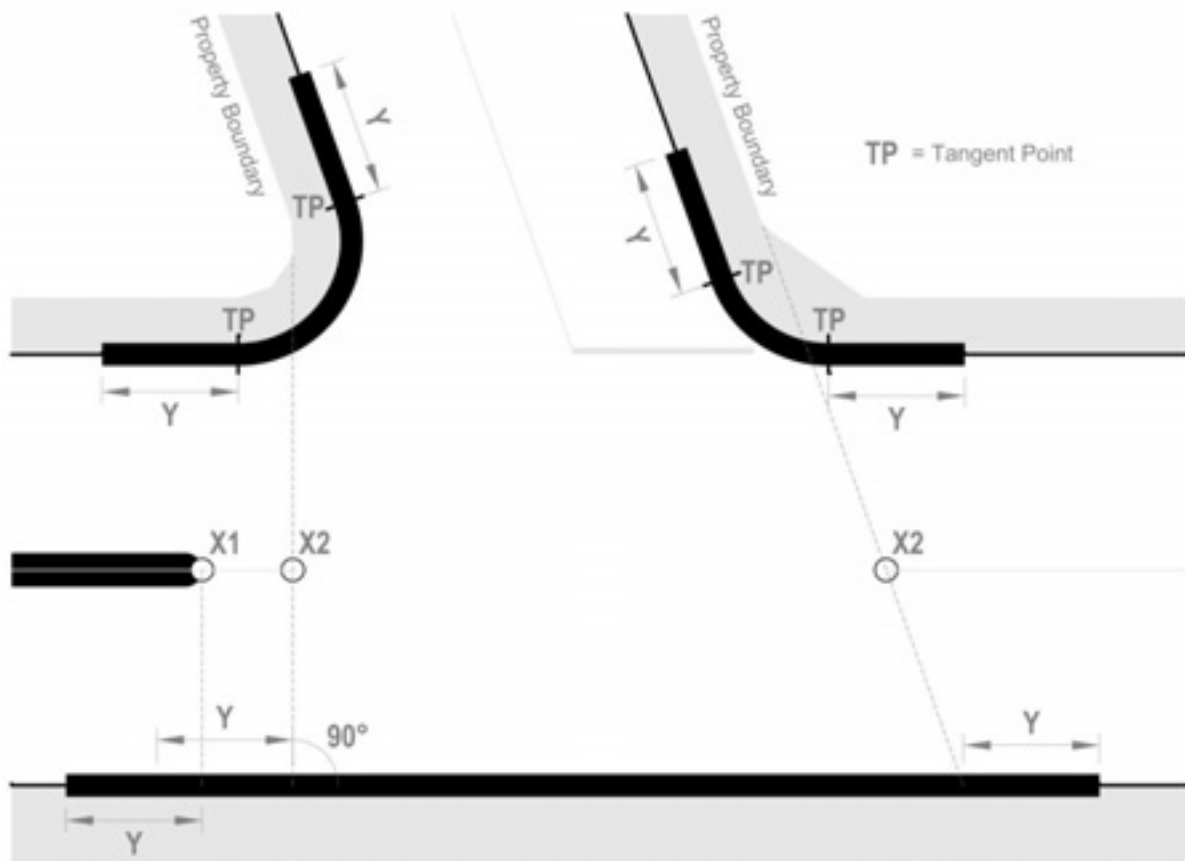 Property Boundary
Property Boundary
Y
TP = Tangent Point
TP
Y
TP
TP
TP
Y
Y
X1
X2
X2
Y
90°
Y
Y